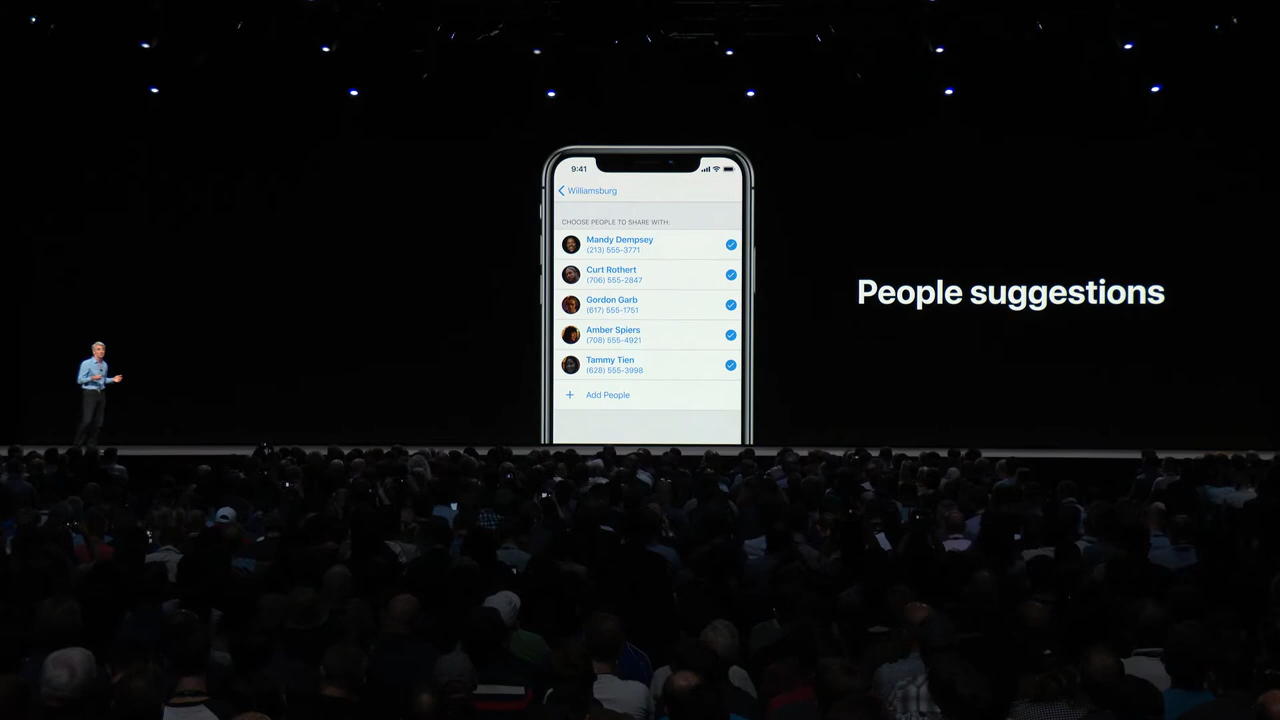 9:41
Williamsburg
CHOOSE PEOPLE TO SHARE WITH:
Mandy Dempsey
(213) 555-3771
Curt Rothert
(706) 555-2847
Gordon Garb
(617) 555-1751
Amber Spiers
(708) 555-4921
Tammy Tien
(628) 555-3998
+ Add People
People suggestions